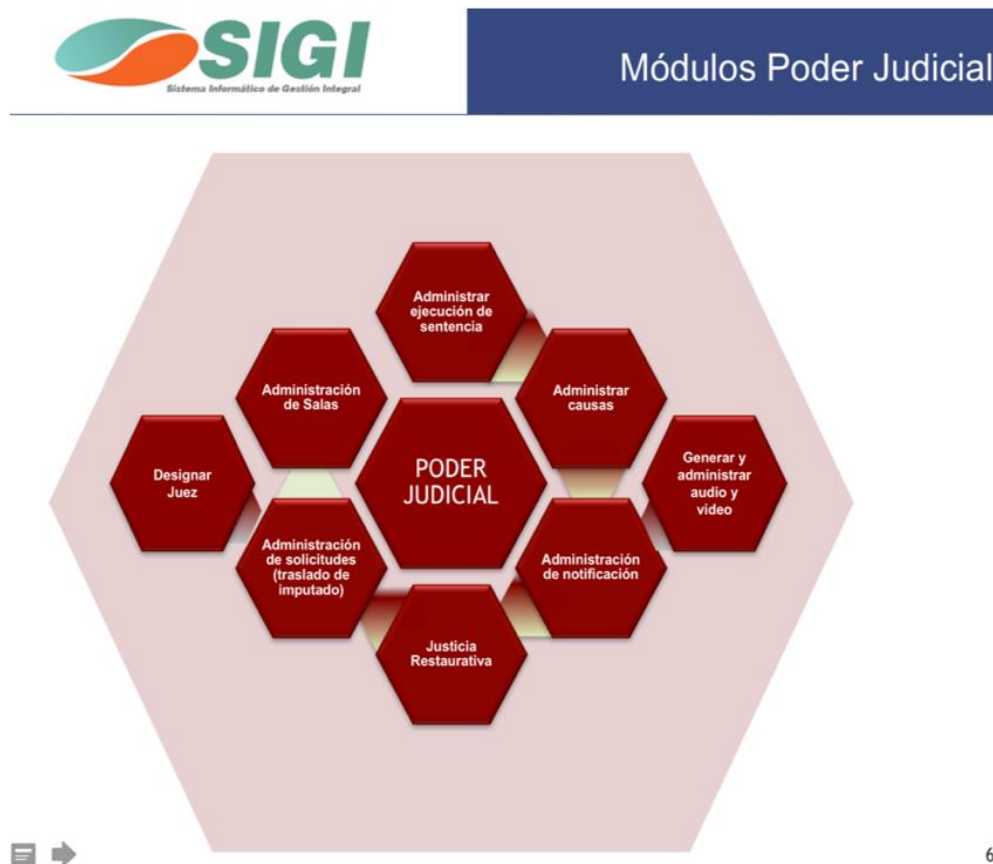 SIGI
Sistema Informático de Gestión Integral
Módulos Poder Judicial
Administrar
ejecución de
sentencia
Administración
de Salas
Administrar
causas
Designar
Juez
PODER
JUDICIAL
Generar y
administrar
audio y
video
Administración
de solicitudes
(traslado de
imputado)
Administración
de notificación
Justicia
Restaurativa
6